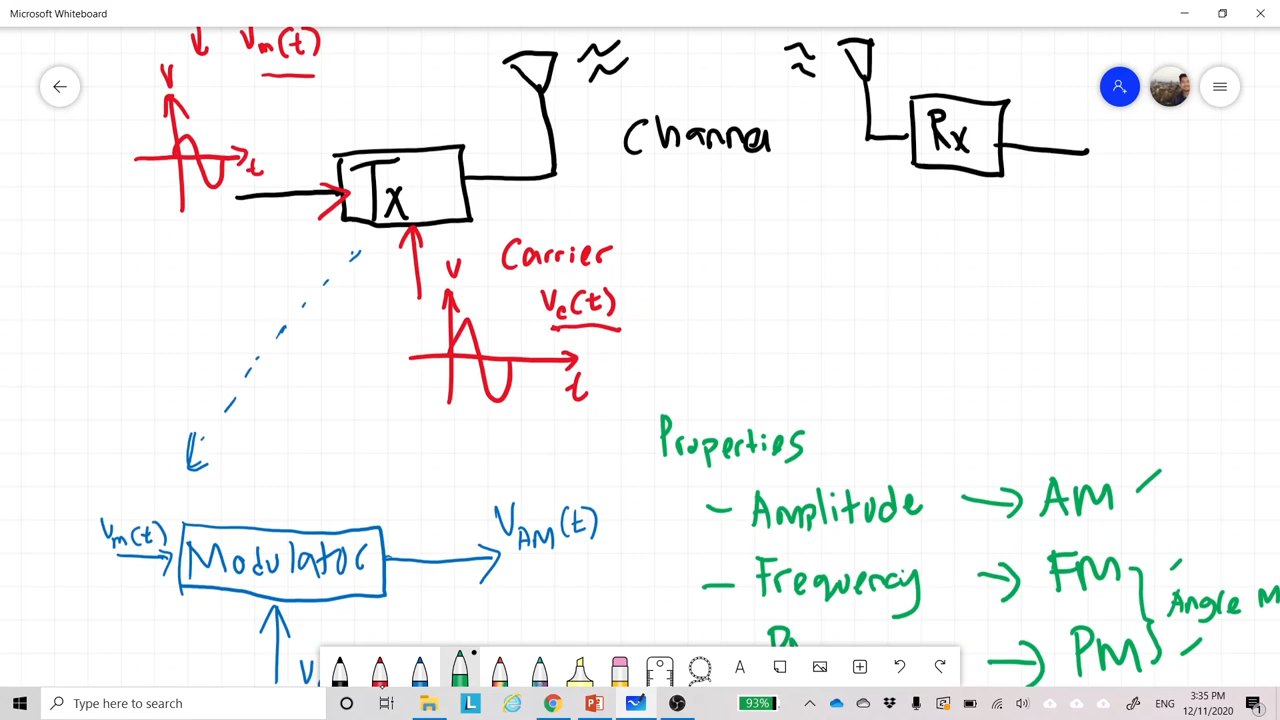 Microsoft Whiteboard
Vm(t)
V
t
Tx
Channel
Rx
Carrier
V
Vc(t)
t
Properties
- Amplitude → AM
- Frequency → FM
Angle M
→ PM
Vm(t)
Modulator
VAM(t)
V
A
Type here to search
L
93%
3:35 PM
12/11/2020
1